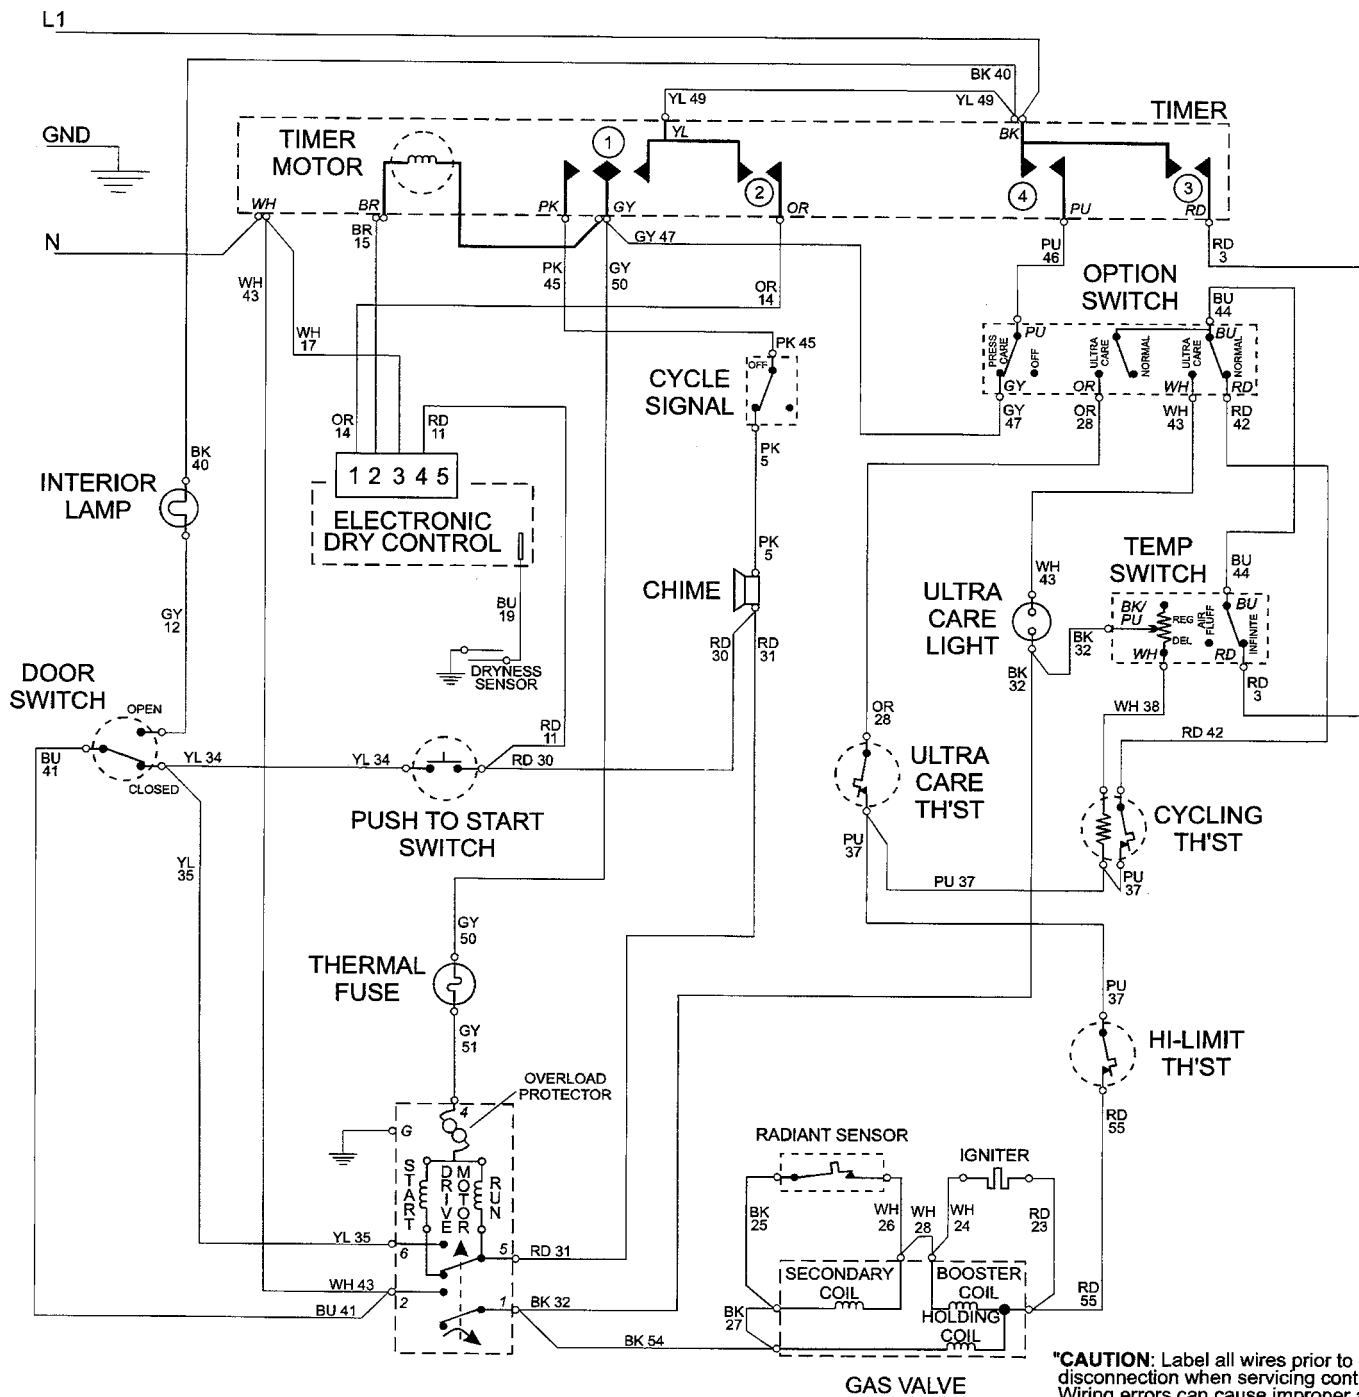 L1
BK 40
YL 49
YL 49
TIMER
GND
TIMER
MOTOR
1
YL
BK
2
4
3
WH
BR
PK
GY
OR
PU
RD
N
BR
15
GY 47
PU
46
RD
3
WH
43
PK
45
GY
50
OR
14
OPTION
SWITCH
BU
44
WH
17
PK 45
PRESS
CARE
PU
OFF
ULTRA
CARE
NORMAL
ULTRA
CARE
BU
NORMAL
OFF
CYCLE
SIGNAL
GY
OR
WH
RD
OR
14
RD
11
GY
47
OR
28
WH
43
RD
42
BK
40
PK
5
INTERIOR
LAMP
1 2 3 4 5
ELECTRONIC
DRY CONTROL
PK
5
TEMP
SWITCH
WH
43
BU
44
CHIME
ULTRA
CARE
LIGHT
BU
19
GY
12
BK/
PU
REG
DEL
AIR
FLUFF
BU
INFINITE
WH
RD
BK
32
RD
30
RD
31
DRYNESS
SENSOR
BK
32
RD
3
DOOR
SWITCH
OPEN
WH 38
OR
28
RD
11
RD 42
BU
41
YL 34
YL 34
RD 30
CLOSED
ULTRA
CARE
TH'ST
CYCLING
TH'ST
PUSH TO START
SWITCH
PU
37
YL
35
PU 37
PU
37
GY
50
THERMAL
FUSE
PU
37
GY
51
HI-LIMIT
TH'ST
OVERLOAD
PROTECTOR
4
G
RD
55
RADIANT SENSOR
IGNITER
START
DRIVE
MOTOR
RUN
BK
25
WH
26
WH
28
WH
24
RD
23
YL 35
6
5
RD 31
SECONDARY
COIL
BOOSTER
COIL
RD
55
WH 43
2
1
BK 32
BU 41
BK
27
HOLDING
COIL
BK 54
GAS VALVE
"CAUTION: Label all wires prior to
disconnection when servicing cont
Wiring errors can cause improper